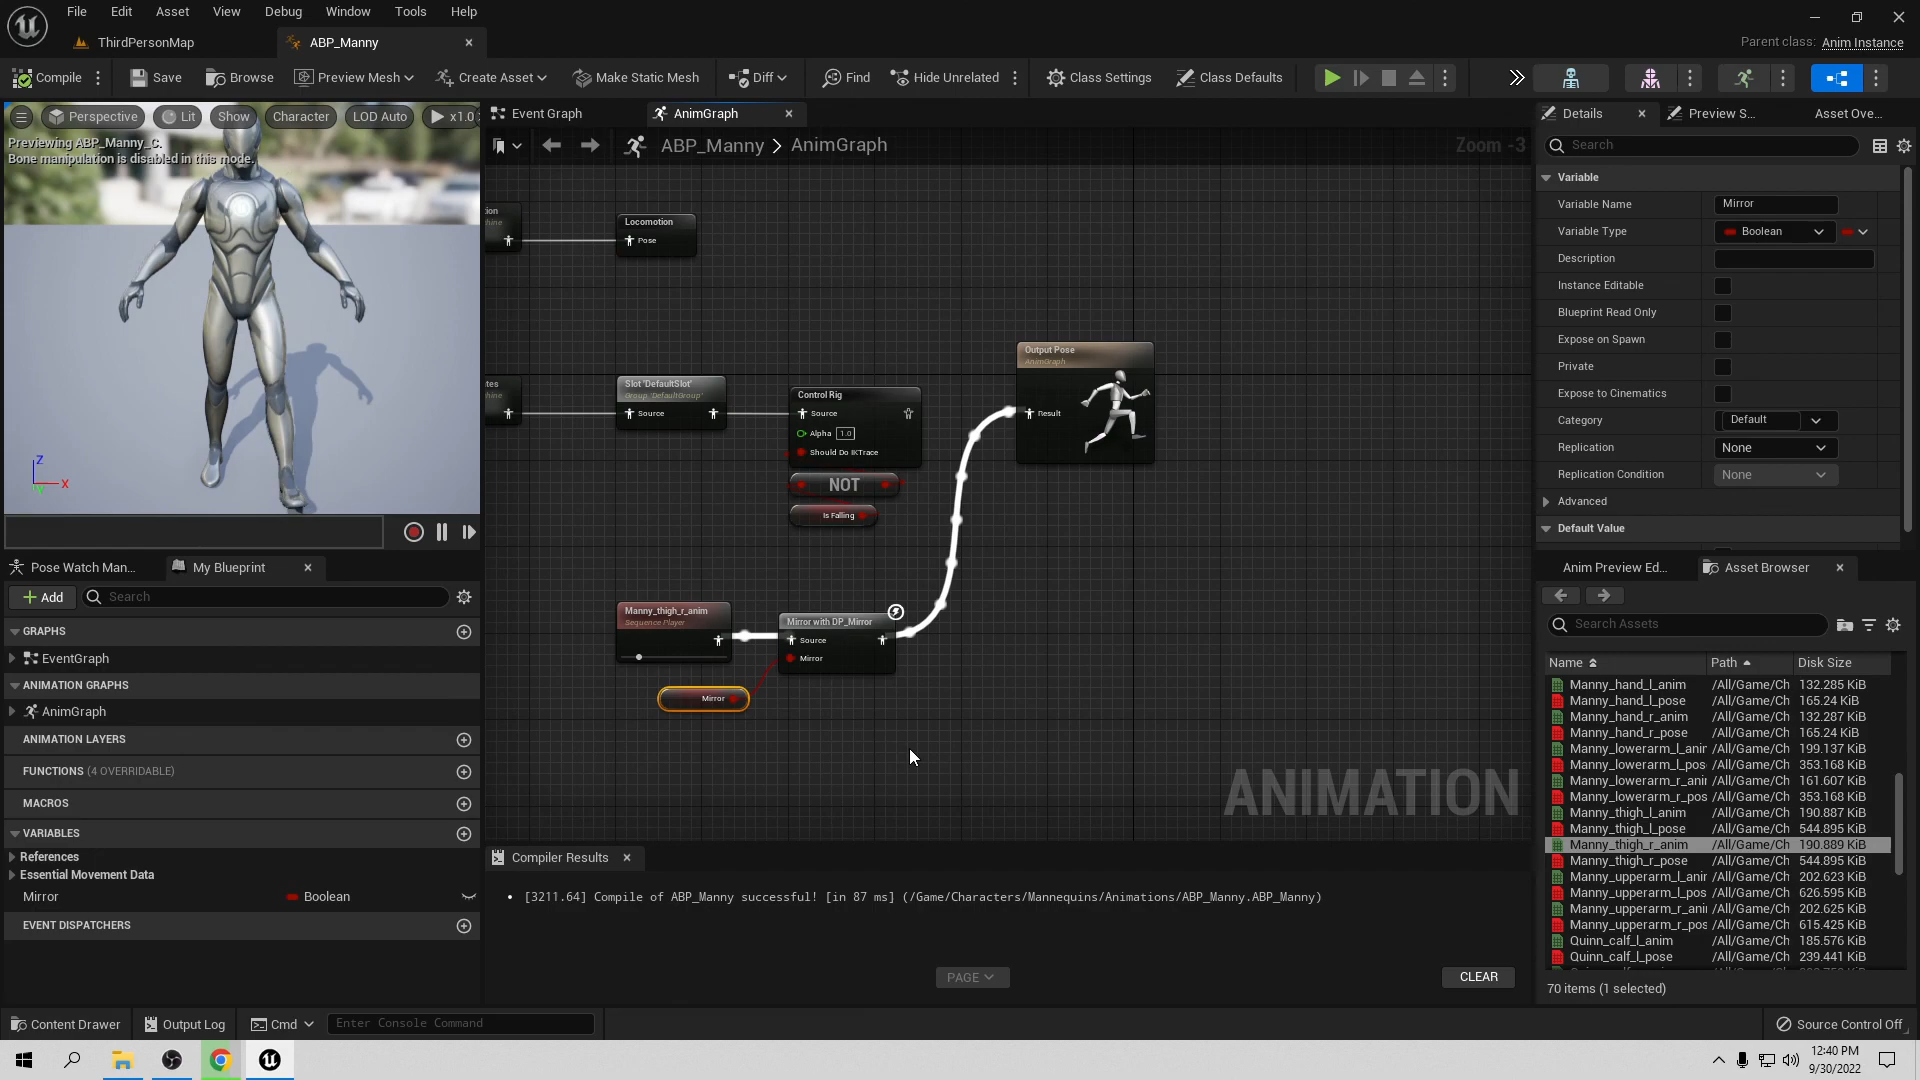 File Edit Asset View Debug Window Tools Help
ThirdPersonMap ABP_Manny
Parent class: Anim Instance
Compile Save Browse Preview Mesh Create Asset Make Static Mesh Diff Find Hide Unrelated Class Settings Class Defaults
Perspective Lit Show Character LOD Auto x1.0
Previewing ABP_Manny_C.
Bone manipulation is disabled in this mode.
Z
X
Event Graph AnimGraph
ABP_Manny > AnimGraph
Zoom -3
Locomotion
Pose
Slot 'DefaultSlot'
Group 'DefaultGroup'
Source
Control Rig
Source
Alpha 1.0
Should Do IKTrace
NOT
Is Falling
Output Pose
AnimGraph
Result
Manny_thigh_r_anim
Sequence Player
Mirror with DP_Mirror
Source
Mirror
Mirror
ANIMATION
Pose Watch Man... My Blueprint
Add Search
GRAPHS
EventGraph
ANIMATION GRAPHS
AnimGraph
ANIMATION LAYERS
FUNCTIONS (4 OVERRIDABLE)
MACROS
VARIABLES
References
Essential Movement Data
Mirror Boolean
EVENT DISPATCHERS
Compiler Results
[3211.64] Compile of ABP_Manny successful! [in 87 ms] (/Game/Characters/Mannequins/Animations/ABP_Manny.ABP_Manny)
PAGE
CLEAR
Details Preview S... Asset Ove...
Search
Variable
Variable Name Mirror
Variable Type Boolean
Description
Instance Editable
Blueprint Read Only
Expose on Spawn
Private
Expose to Cinematics
Category Default
Replication None
Replication Condition None
Advanced
Default Value
Anim Preview Ed... Asset Browser
Search Assets
Name Path Disk Size
Manny_hand_l_anim /All/Game/Ch 132.285 KiB
Manny_hand_l_pose /All/Game/Ch 165.24 KiB
Manny_hand_r_anim /All/Game/Ch 132.287 KiB
Manny_hand_r_pose /All/Game/Ch 165.24 KiB
Manny_lowerarm_l_anir /All/Game/Ch 199.137 KiB
Manny_lowerarm_l_pos /All/Game/Ch 353.168 KiB
Manny_lowerarm_r_anir /All/Game/Ch 161.607 KiB
Manny_lowerarm_r_pos /All/Game/Ch 353.168 KiB
Manny_thigh_l_anim /All/Game/Ch 190.887 KiB
Manny_thigh_l_pose /All/Game/Ch 544.895 KiB
Manny_thigh_r_anim /All/Game/Ch 190.889 KiB
Manny_thigh_r_pose /All/Game/Ch 544.895 KiB
Manny_upperarm_l_anir /All/Game/Ch 202.623 KiB
Manny_upperarm_l_pos /All/Game/Ch 626.595 KiB
Manny_upperarm_r_anir /All/Game/Ch 202.625 KiB
Manny_upperarm_r_pos /All/Game/Ch 615.425 KiB
Quinn_calf_l_anim /All/Game/Ch 185.576 KiB
Quinn_calf_l_pose /All/Game/Ch 239.441 KiB
70 items (1 selected)
Content Drawer Output Log Cmd Enter Console Command
Source Control Off
12:40 PM
9/30/2022